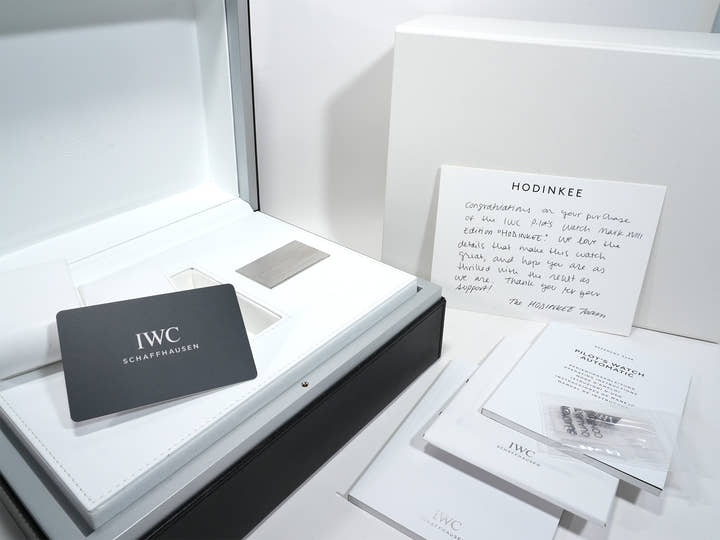 IWC
SCHAFFHAUSEN
HODINKEE
Congratulations on your purchase
of the IWC Pilot's Watch Mark XVIII
Edition "HODINKEE". We love the
details that make this watch
great, and hope you are as
thrilled with the result as
we are. Thank you for your
support!
The HODINKEE Team
PILOT'S WATCH
AUTOMATIC
IWC
SCHAFFHAUSEN
IWC
SCHAFFHAUSEN